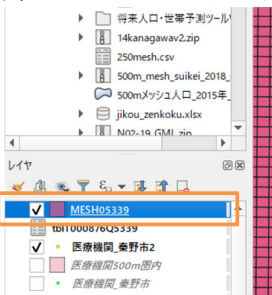 将来人口・世帯予測ツール
14kanagawav2.zip
250mesh.csv
500m_mesh_suikei_2018_
500mメッシュ人口_2015年_
jikou_zenkoku.xlsx
N02-19_GML.zip
レイヤ
MESH05339
tblT000876Q5339
医療機関_秦野市2
医療機関500m圏内
医療機関_秦野市